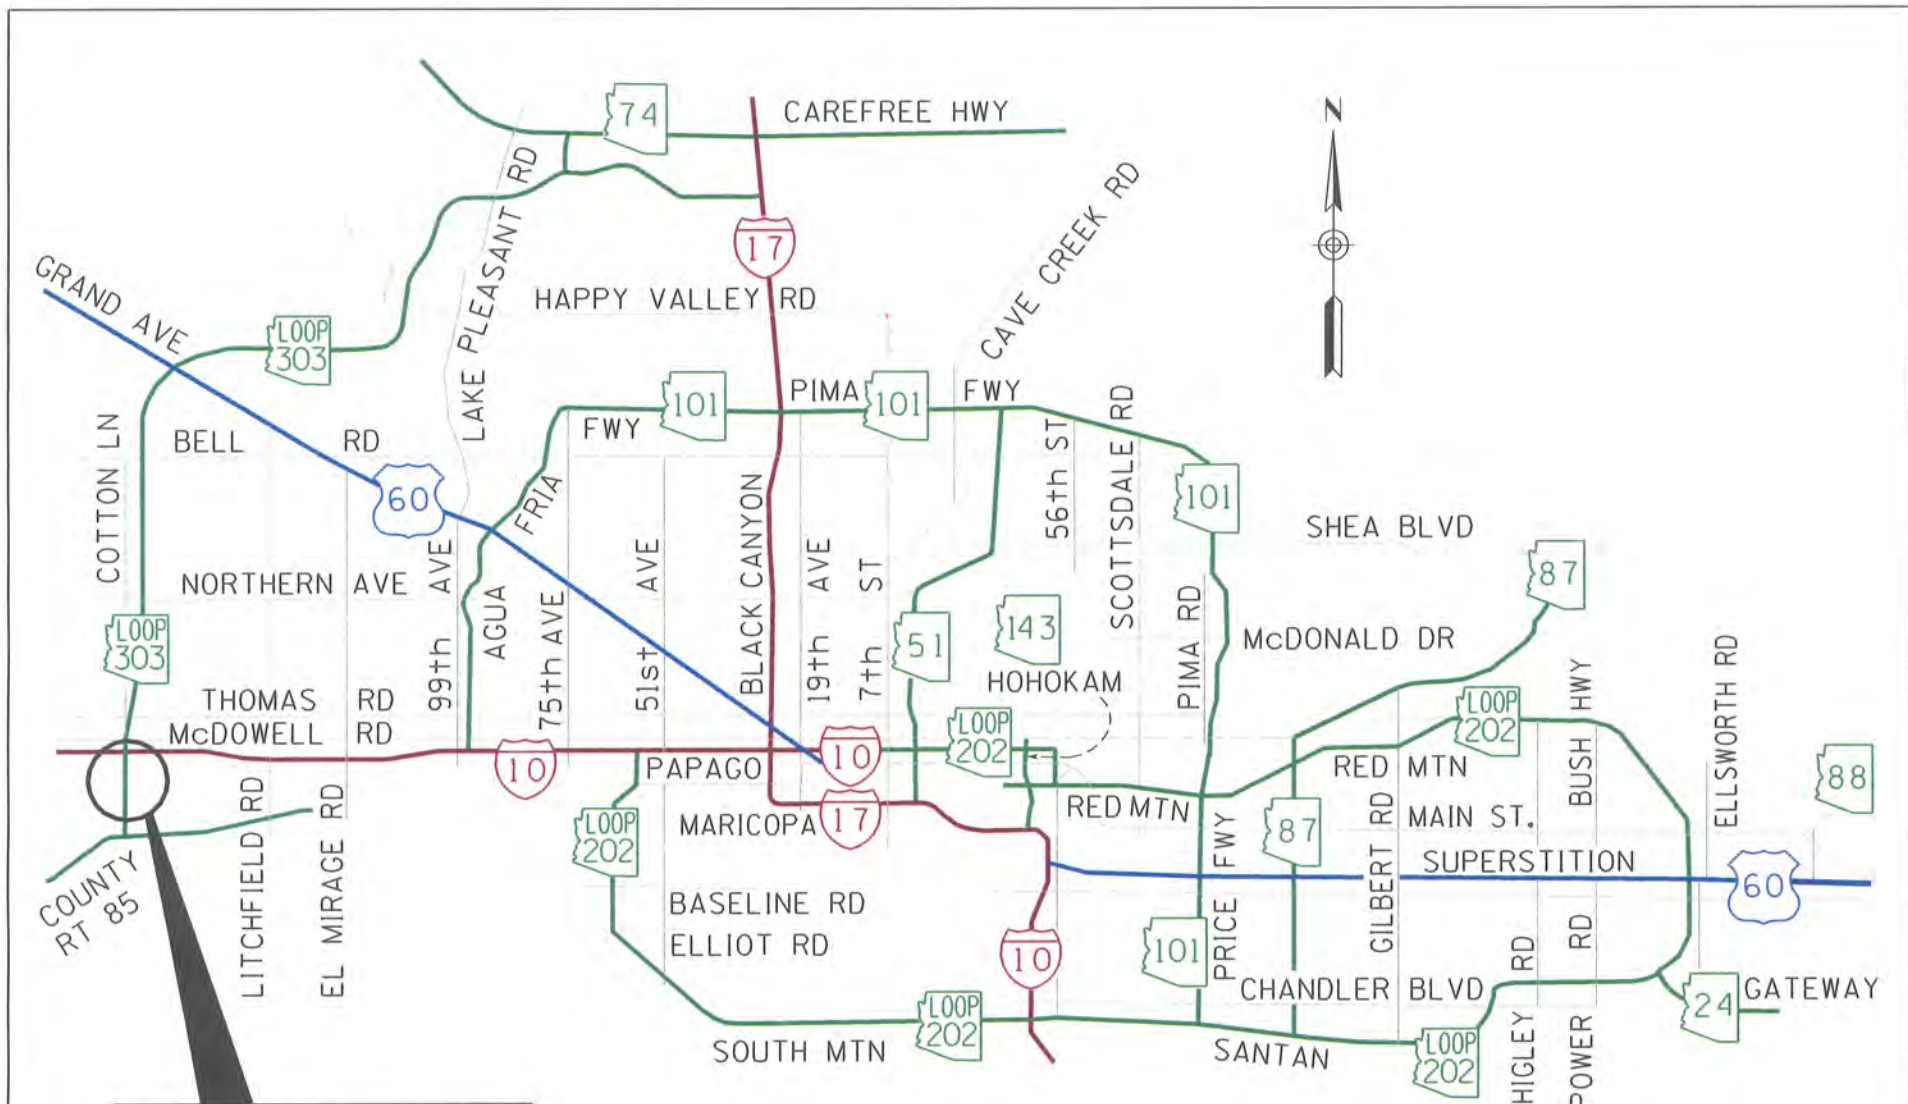 74
CAREFREE HWY
N
LAKE PLEASANT RD
17
CAVE CREEK RD
GRAND AVE
HAPPY VALLEY RD
LOOP
303
101
PIMA
101
FWY
FWY
COTTON LN
BELL RD
60
FRIA
BLACK CANYON
56th ST
SCOTTSDALE RD
101
SHEA BLVD
87
NORTHERN AVE
99th AVE
AGUA
75th AVE
51st AVE
19th AVE
7th ST
51
143
LOOP
303
PIMA RD
McDONALD DR
HOHOKAM
THOMAS RD
McDOWELL RD
LOOP
202
LOOP
202
BUSH HWY
ELLSWORTH RD
10
PAPAGO
10
RED MTN
RED MTN
88
LITCHFIELD RD
EL MIRAGE RD
LOOP
202
MARICOPA
17
PRICE FWY
87
GILBERT RD
MAIN ST.
SUPERSTITION
60
COUNTY
RT 85
BASELINE RD
ELLIOT RD
10
101
CHANDLER BLVD
HIGLEY RD
POWER RD
24
GATEWAY
LOOP
202
SOUTH MTN
SANTAN
LOOP
202